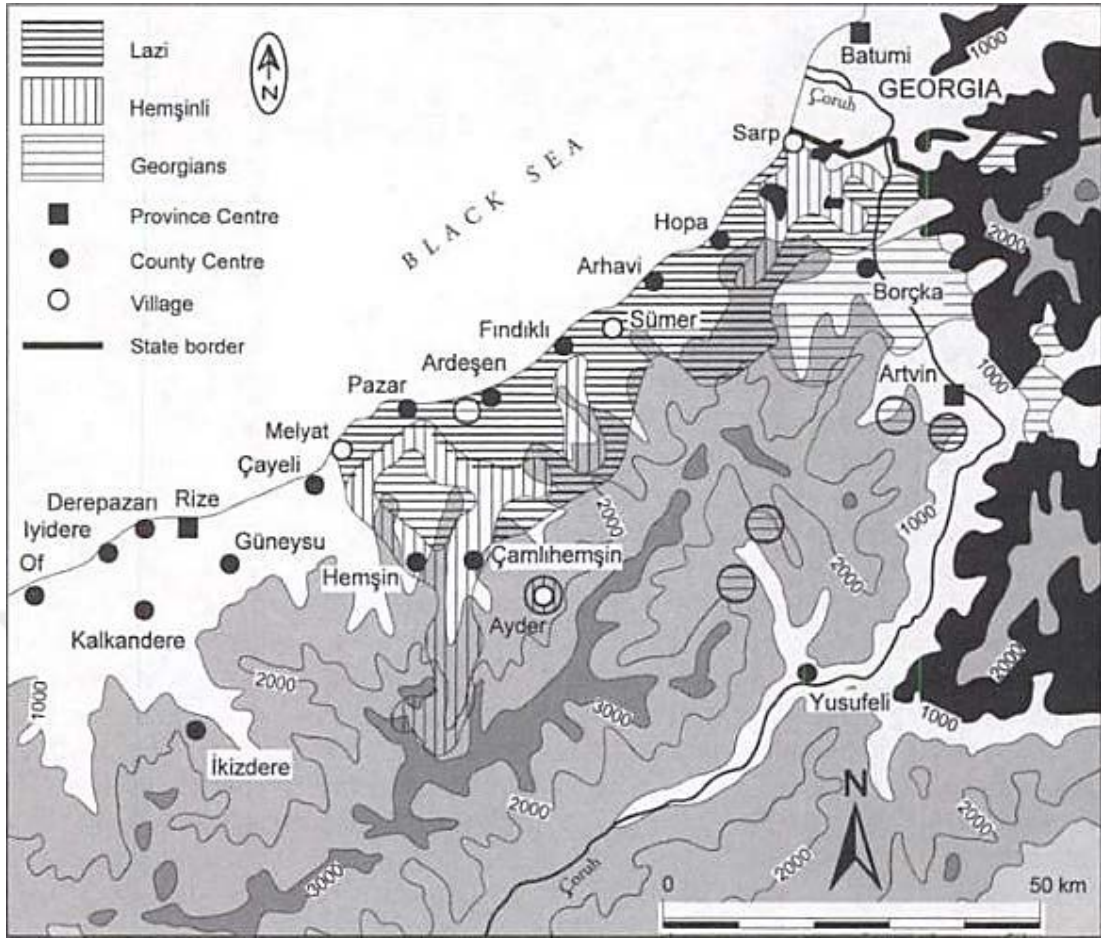 Lazi
Hemşinli
Georgians
Province Centre
County Centre
Village
State border
N
BLACK SEA
Batumi
GEORGIA
Çoruh
Sarp
1000
2000
Hopa
Arhavi
Borçka
Sümer
Fındıklı
Ardeşen
Artvin
1000
Pazar
Melyat
Çayeli
Derepazarı
Rize
Iyidere
Of
Güneysu
Hemşin
Çamlıhemşin
Ayder
2000
1000
2000
Kalkandere
2000
1000
3000
Yusufeli
2000
1000
İkizdere
2000
N
2000
3000
Çoruh
2000
0
50 km